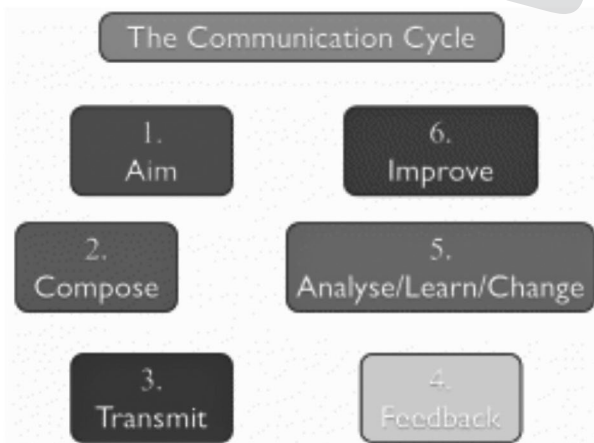 The Communication Cycle
1.
Aim
6.
Improve
2.
Compose
5.
Analyse/Learn/Change
3.
Transmit
4.
Feedback